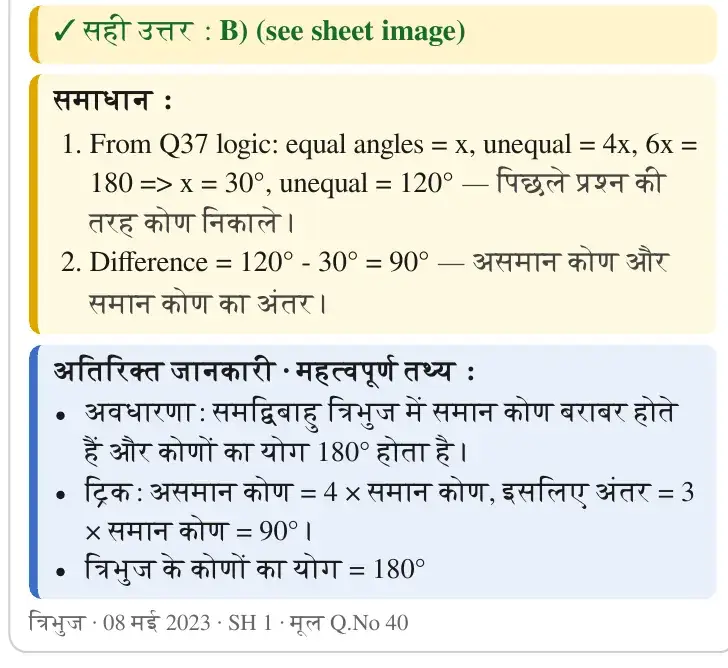 ✓ सही उत्तर : B) (see sheet image)
समाधान :
1. From Q37 logic: equal angles = x, unequal = 4x, 6x =
180 => x = 30°, unequal = 120° — पिछले प्रश्न की
तरह कोण निकाले।
2. Difference = 120° - 30° = 90° — असमान कोण और
समान कोण का अंतर।
अतिरिक्त जानकारी · महत्वपूर्ण तथ्य :
• अवधारणा : समद्विबाहु त्रिभुज में समान कोण बराबर होते
हैं और कोणों का योग 180° होता है।
• ट्रिक : असमान कोण = 4 × समान कोण, इसलिए अंतर = 3
× समान कोण = 90°।
• त्रिभुज के कोणों का योग = 180°
त्रिभुज · 08 मई 2023 · SH 1 · मूल Q.No 40